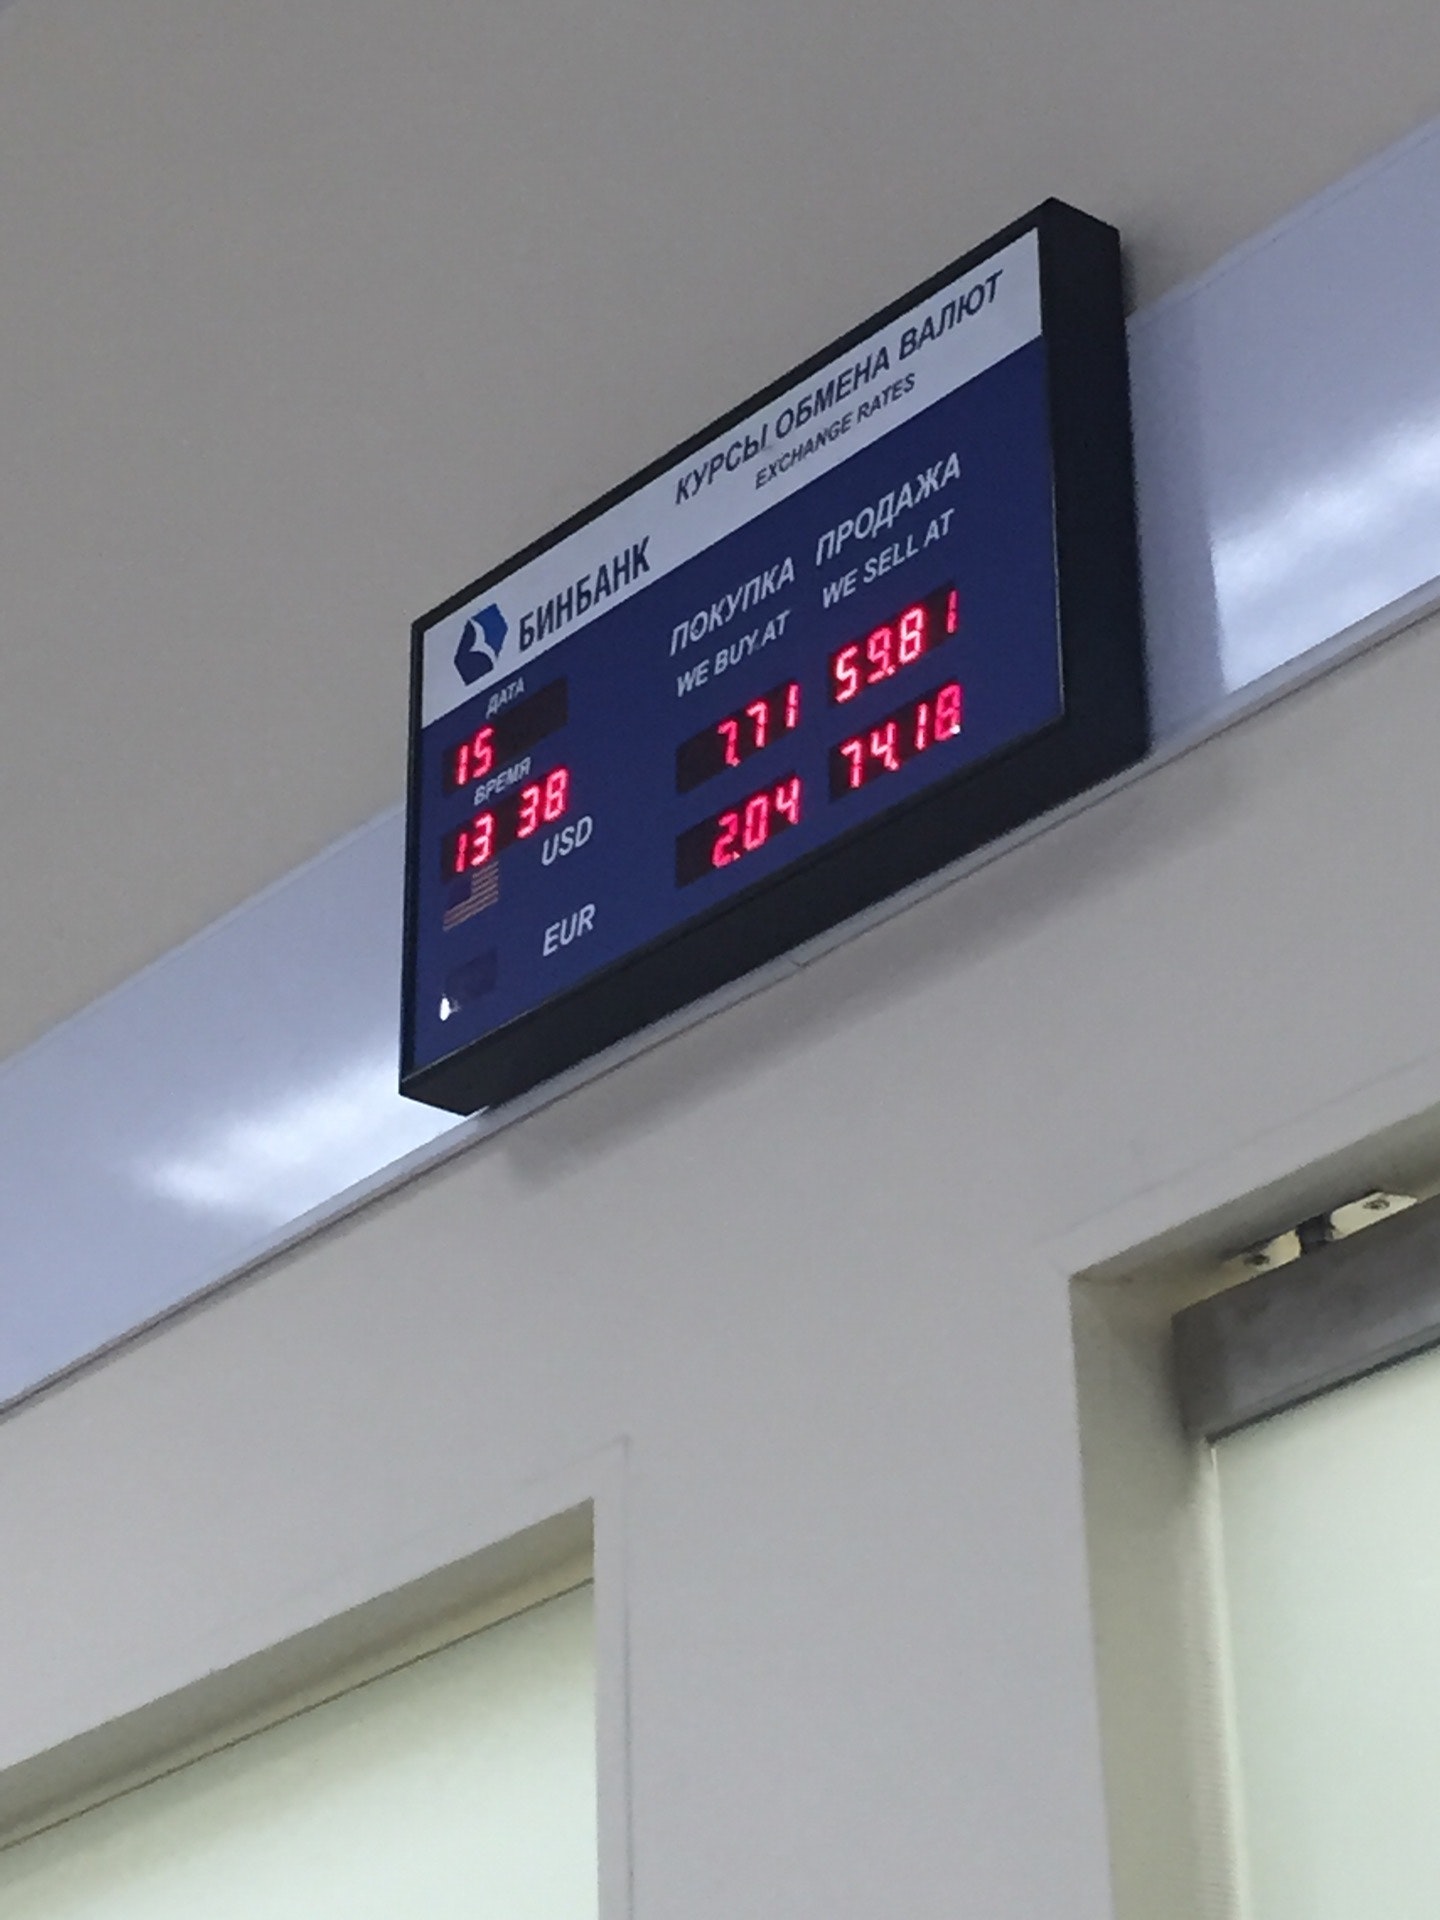 БИНБАНК
КУРСЫ ОБМЕНА ВАЛЮТ
EXCHANGE RATES
ДАТА
15
ВРЕМЯ
13 38
ПОКУПКА ПРОДАЖА
WE BUY AT WE SELL AT
USD 7.71 59.81
EUR 2.04 74.18